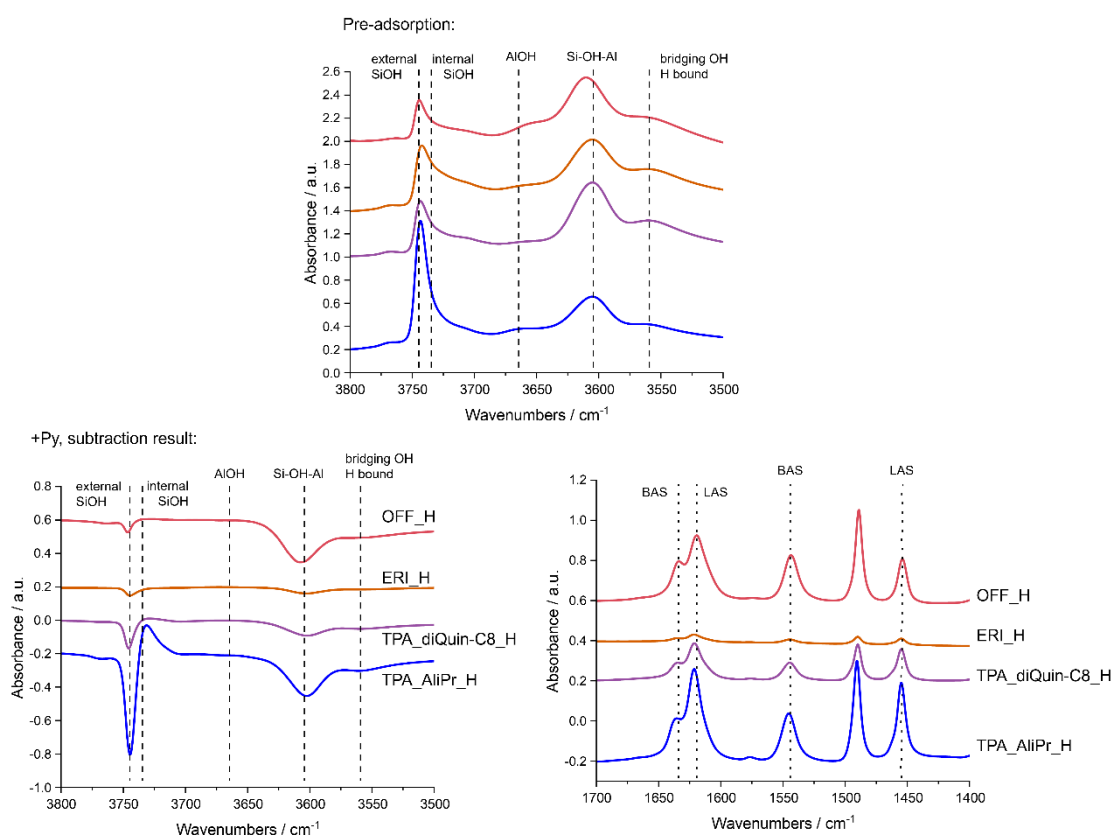 Pre-adsorption:
external
SiOH
internal
SiOH
AlOH
Si-OH-Al
bridging OH
H bound
2.6
2.4
2.2
2.0
1.8
1.6
1.4
1.2
1.0
0.8
0.6
0.4
0.2
0.0
Absorbance / a.u.
3800
3750
3700
3650
3600
3550
3500
Wavenumbers / cm⁻¹
+Py, subtraction result:
external
SiOH
internal
SiOH
AlOH
Si-OH-Al
bridging OH
H bound
0.8
0.6
0.4
0.2
0.0
-0.2
-0.4
-0.6
-0.8
-1.0
Absorbance / a.u.
OFF_H
ERI_H
TPA_diQuin-C8_H
TPA_AliPr_H
3800
3750
3700
3650
3600
3550
3500
Wavenumbers / cm⁻¹
BAS
LAS
BAS
LAS
1.2
1.0
0.8
0.6
0.4
0.2
0.0
-0.2
Absorbance / a.u.
OFF_H
ERI_H
TPA_diQuin-C8_H
TPA_AliPr_H
1700
1650
1600
1550
1500
1450
1400
Wavenumbers / cm⁻¹